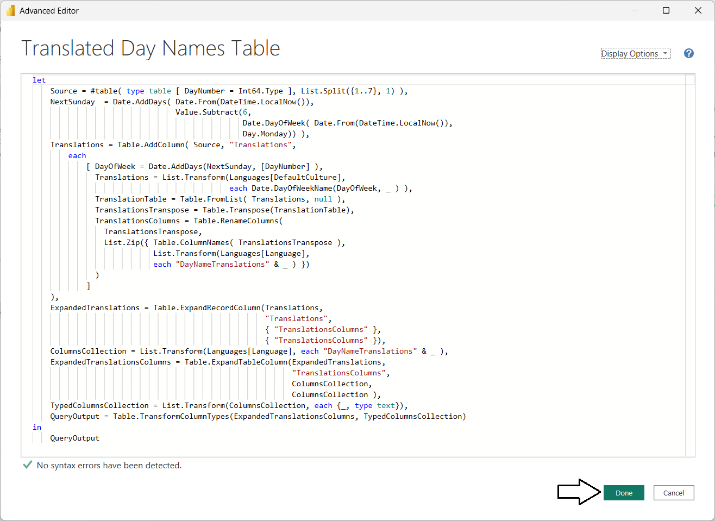 Advanced Editor
Translated Day Names Table
Display Options
?
let
Source = #table( type table [ DayNumber = Int64.Type ], List.Split({1..7}, 1) ),
NextSunday = Date.AddDays( Date.From(DateTime.LocalNow()),
Value.Subtract(6,
Date.DayOfWeek( Date.From(DateTime.LocalNow()),
Day.Monday)) ),
Translations = Table.AddColumn( Source, "Translations",
each
[ DayOfWeek = Date.AddDays(NextSunday, [DayNumber] ),
Translations = List.Transform(Languages[DefaultCulture],
each Date.DayOfWeekName(DayOfWeek, _ ) ),
TranslationTable = Table.FromList( Translations, null ),
TranslationsTranspose = Table.Transpose(TranslationTable),
TranslationsColumns = Table.RenameColumns(
TranslationsTranspose,
List.Zip({ Table.ColumnNames( TranslationsTranspose ),
List.Transform(Languages[Language],
each "DayNameTranslations" & _ ) })
)
]
),
ExpandedTranslations = Table.ExpandRecordColumn(Translations,
"Translations",
{ "TranslationsColumns" },
{ "TranslationsColumns" }),
ColumnsCollection = List.Transform(Languages[Language], each "DayNameTranslations" & _ ),
ExpandedTranslationsColumns = Table.ExpandTableColumn(ExpandedTranslations,
"TranslationsColumns",
ColumnsCollection,
ColumnsCollection ),
TypedColumnsCollection = List.Transform(ColumnsCollection, each {_, type text}),
QueryOutput = Table.TransformColumnTypes(ExpandedTranslationsColumns, TypedColumnsCollection)
in
QueryOutput
No syntax errors have been detected.
Done
Cancel